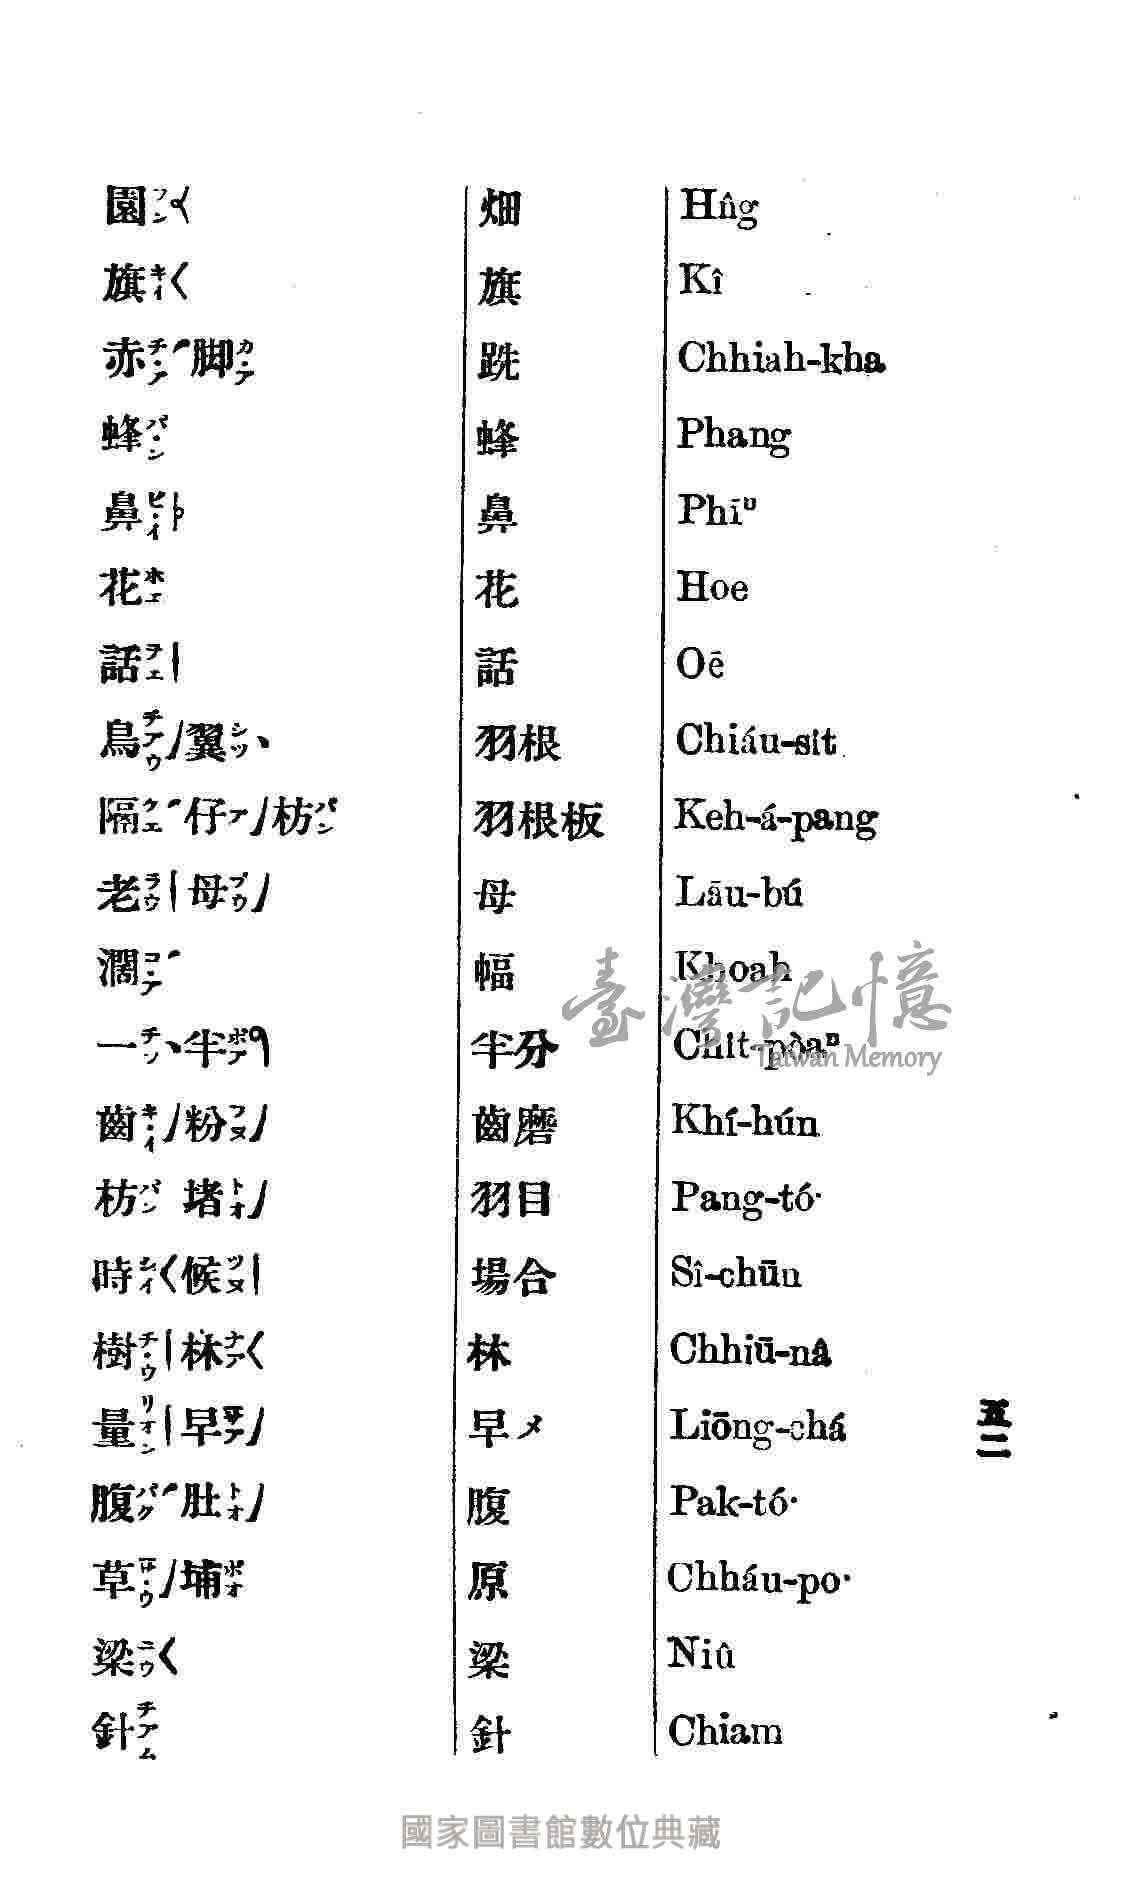 園フン 畑 Hn̂g
旗キイ 旗 Kî
赤チア脚カア 跣 Chhiah-kha
蜂パン 蜂 Phang
鼻ピイ 鼻 Phīⁿ
花ホエ 花 Hoe
話ヲエ 話 Oē
鳥チアウ翼シツ 羽根 Chiáu-sit
隔クエ仔ア枋パン 羽根板 Keh-á-pang
老ラウ母ブウ 母 Lāu-bú
濶コア 幅 Khoah
一チツ半ポア 半分 Chit-pòaⁿ
齒キイ粉フヌ 齒磨 Khí-hún
枋パン堵トオ 羽目 Pang-tó͘
時シイ候ツヌ 場合 Sî-chūn
樹チウ林ナア 林 Chhiū-nâ
量リオン早サア 早メ Liōng-chá
腹パク肚トオ 腹 Pak-tó͘
草サウ埔ポオ 原 Chháu-po͘
梁ニウ 梁 Niû
針チアム 針 Chiam
五二
臺灣記憶
Taiwan Memory
國家圖書館數位典藏